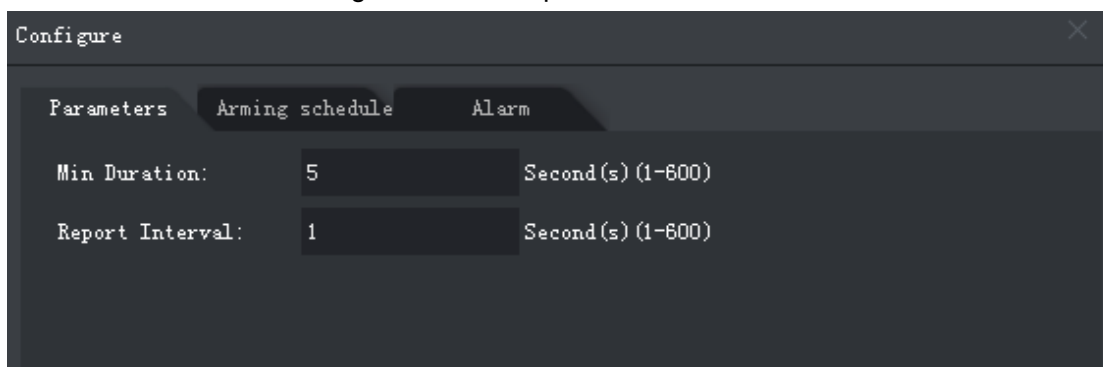 Configure
Parameters Arming schedule Alarm
Min Duration: 5 Second(s)(1-600)
Report Interval: 1 Second(s)(1-600)